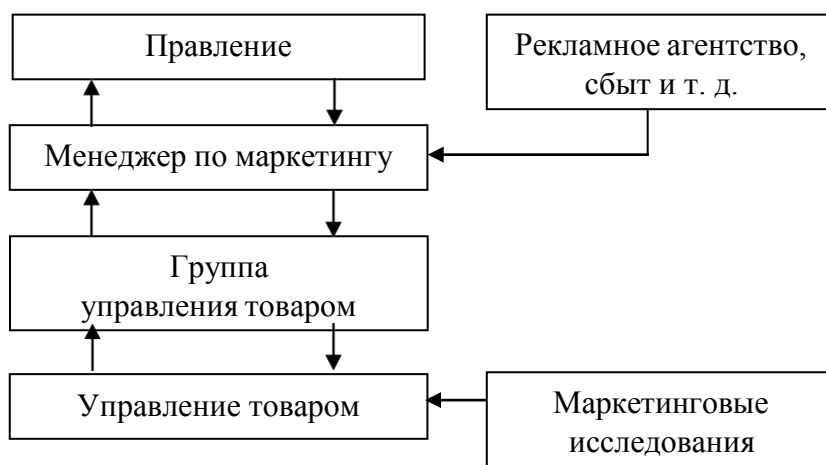 Правление
Рекламное агентство,
сбыт и т. д.
Менеджер по маркетингу
Группа
управления товаром
Управление товаром
Маркетинговые
исследования